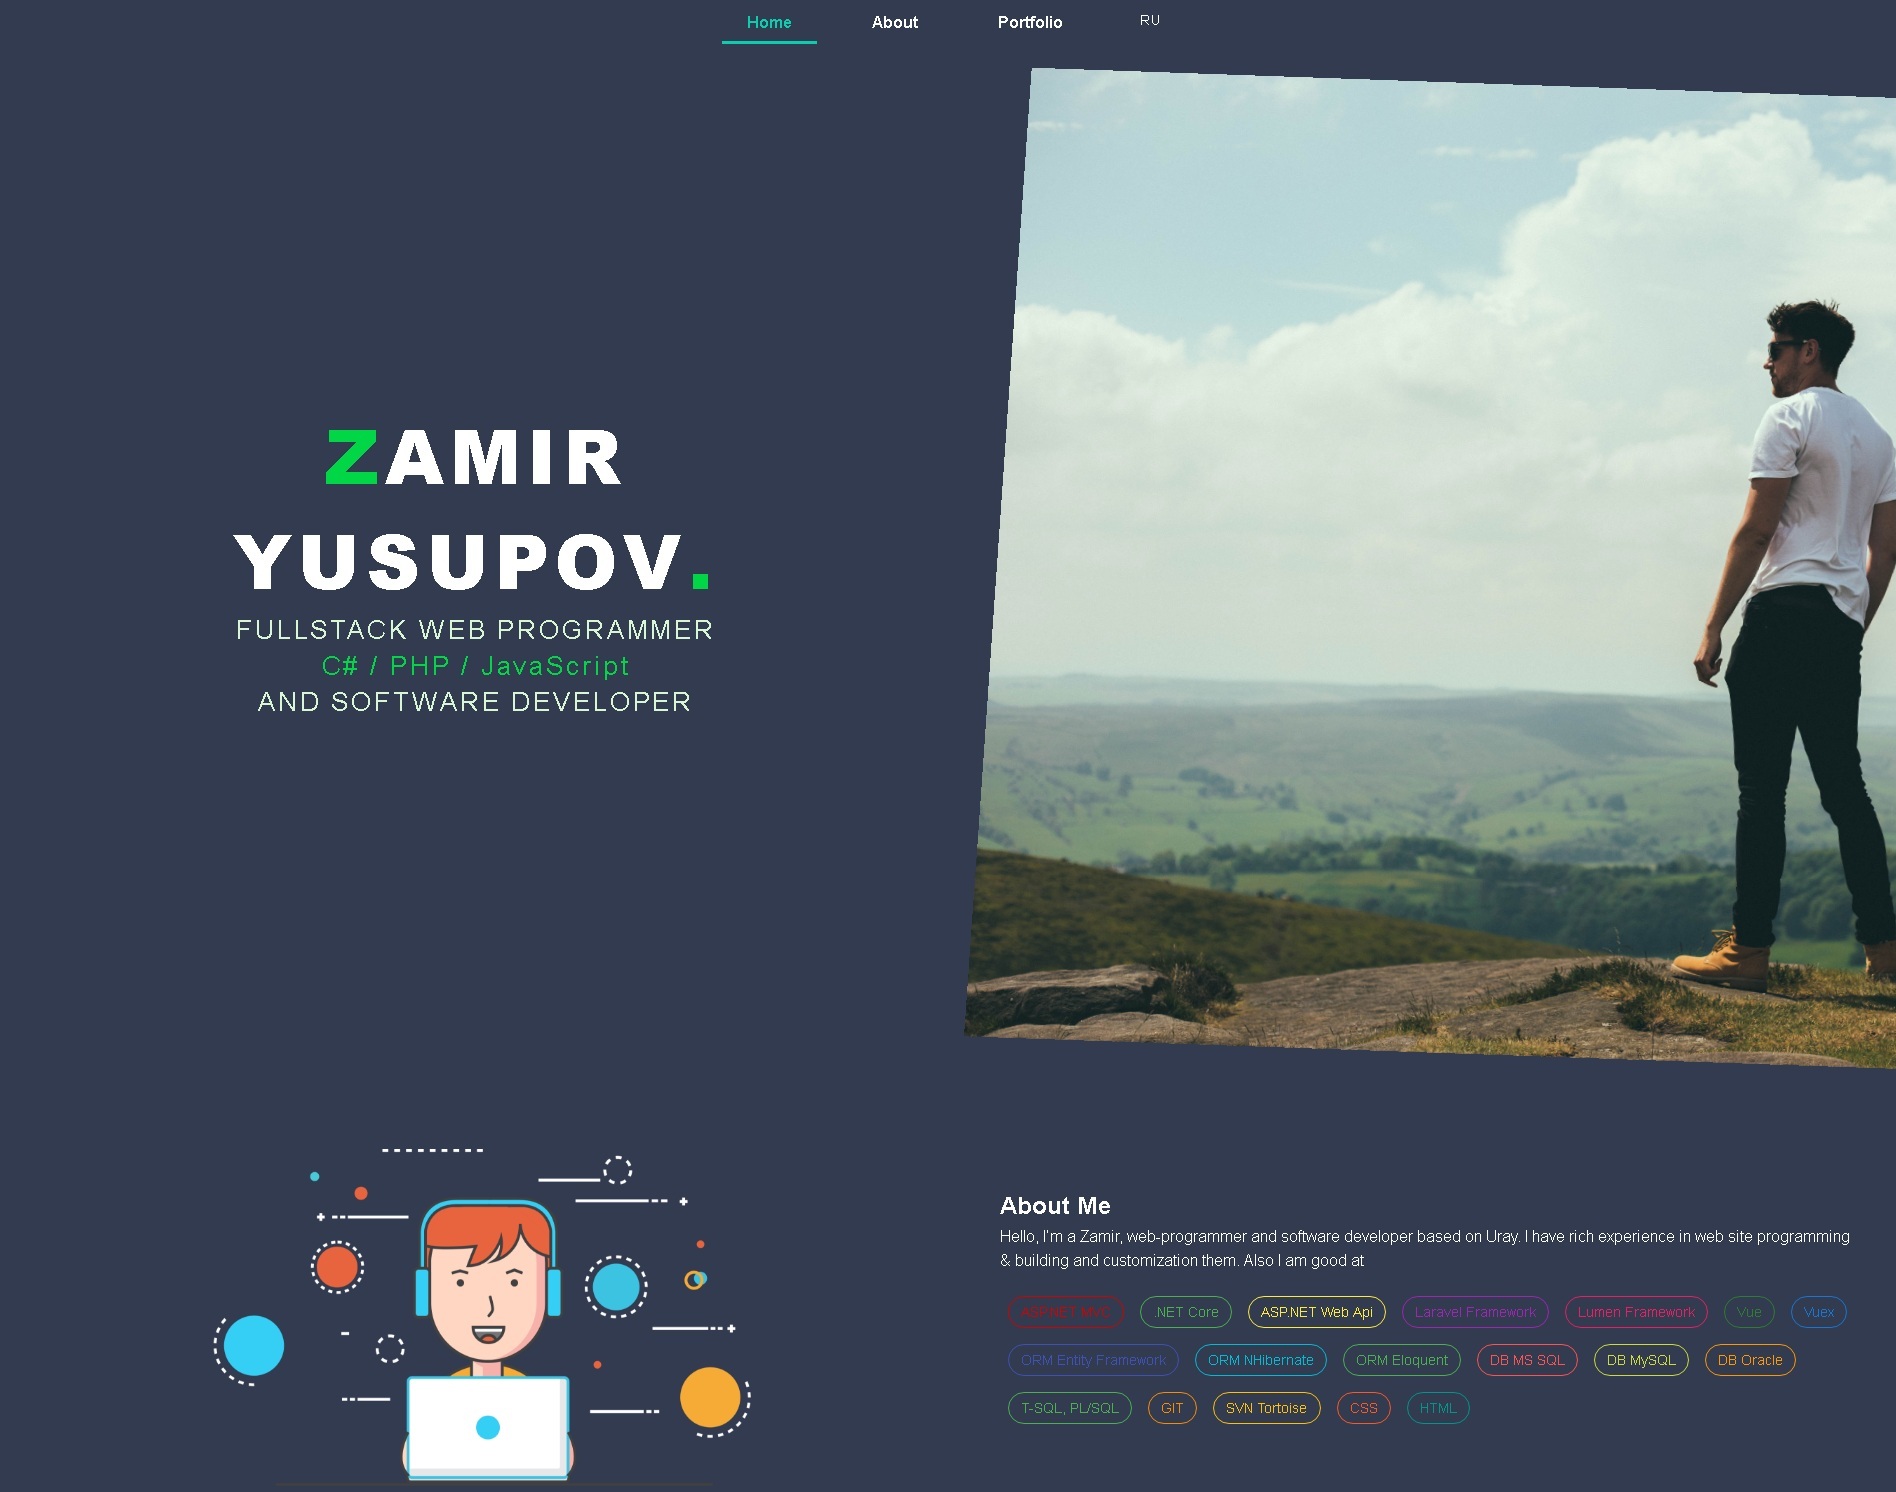 Home About Portfolio RU
ZAMIR
YUSUPOV.
FULLSTACK WEB PROGRAMMER
C# / PHP / JavaScript
AND SOFTWARE DEVELOPER
About Me
Hello, I'm a Zamir, web-programmer and software developer based on Uray. I have rich experience in web site programming
& building and customization them. Also I am good at
ASP.NET MVC .NET Core ASP.NET Web Api Laravel Framework Lumen Framework Vue Vuex
ORM Entity Framework ORM NHibernate ORM Eloquent DB MS SQL DB MySQL DB Oracle
T-SQL, PL/SQL GIT SVN Tortoise CSS HTML